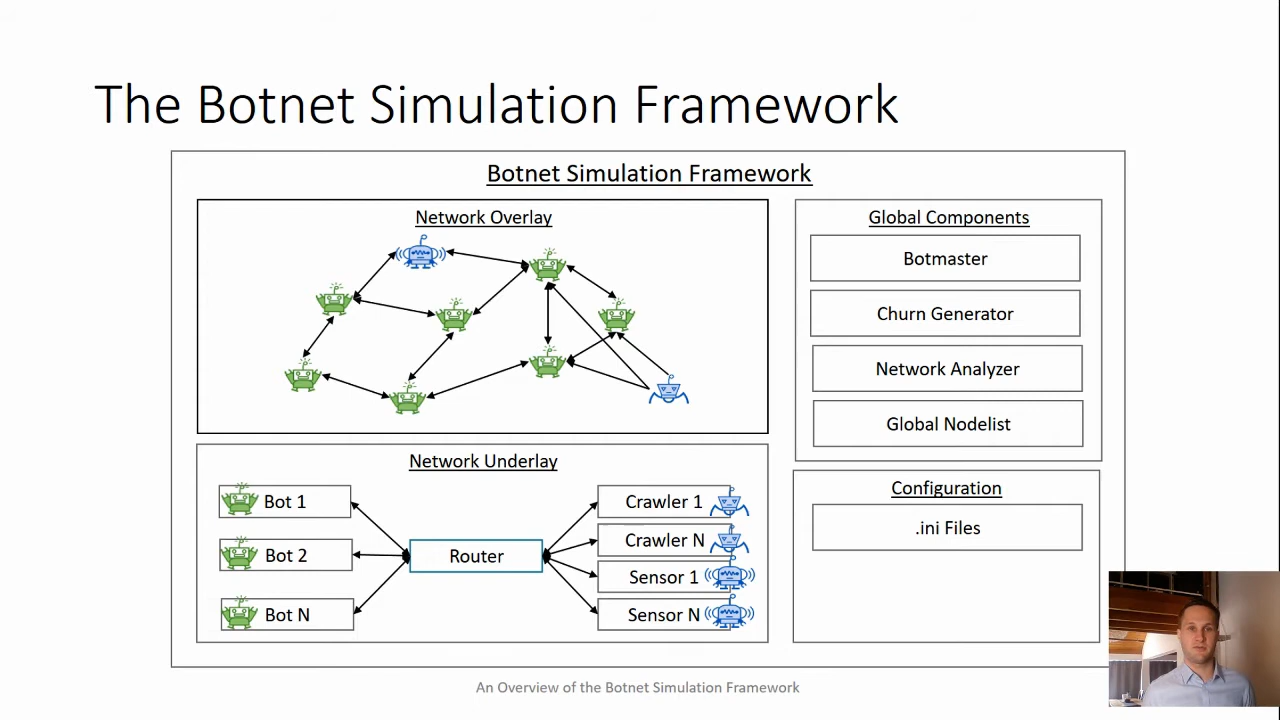 The Botnet Simulation Framework
Botnet Simulation Framework
Network Overlay
Global Components
Botmaster
Churn Generator
Network Analyzer
Global Nodelist
Network Underlay
Bot 1
Bot 2
Bot N
Router
Crawler 1
Crawler N
Sensor 1
Sensor N
Configuration
.ini Files
An Overview of the Botnet Simulation Framework